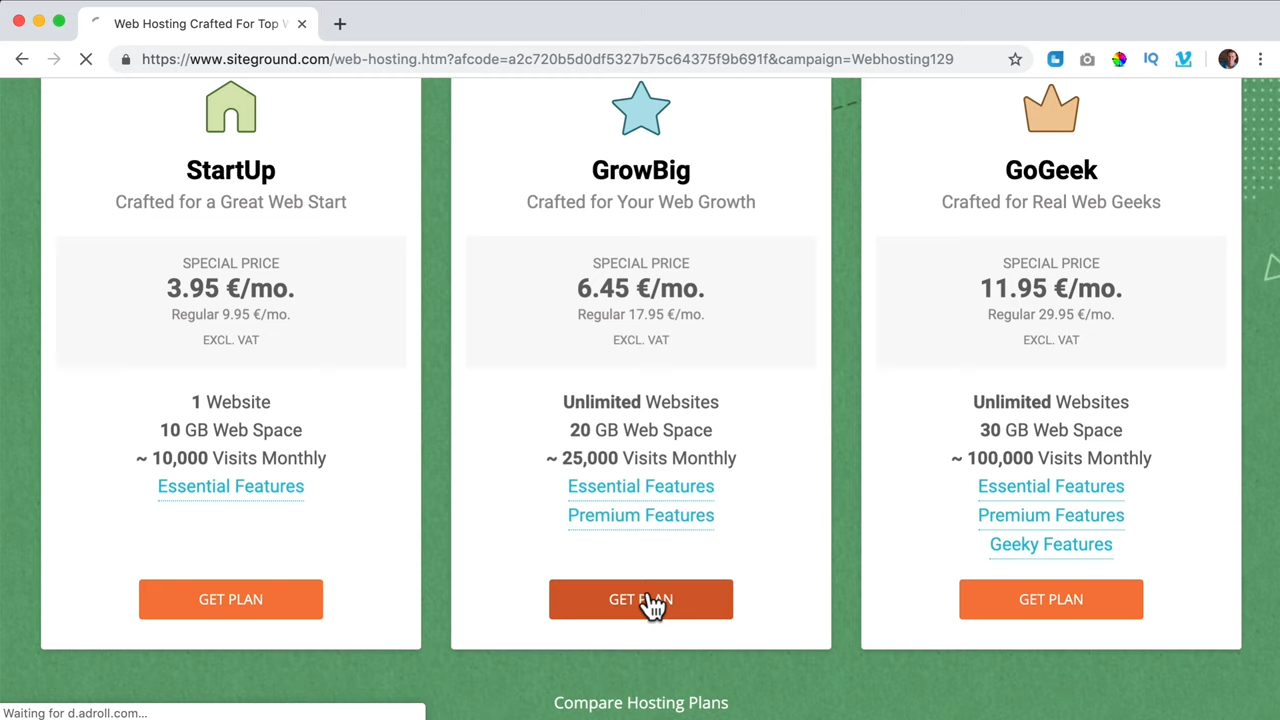 Web Hosting Crafted For Top W
https://www.siteground.com/web-hosting.htm?afcode=a2c720b5d0df5327b75c64375f9b691f&campaign=Webhosting129
IQ
StartUp
Crafted for a Great Web Start
SPECIAL PRICE
3.95 €/mo.
Regular 9.95 €/mo.
EXCL. VAT
1 Website
10 GB Web Space
~ 10,000 Visits Monthly
Essential Features
GET PLAN
GrowBig
Crafted for Your Web Growth
SPECIAL PRICE
6.45 €/mo.
Regular 17.95 €/mo.
EXCL. VAT
Unlimited Websites
20 GB Web Space
~ 25,000 Visits Monthly
Essential Features
Premium Features
GET PLAN
GoGeek
Crafted for Real Web Geeks
SPECIAL PRICE
11.95 €/mo.
Regular 29.95 €/mo.
EXCL. VAT
Unlimited Websites
30 GB Web Space
~ 100,000 Visits Monthly
Essential Features
Premium Features
Geeky Features
GET PLAN
Compare Hosting Plans
Waiting for d.adroll.com...